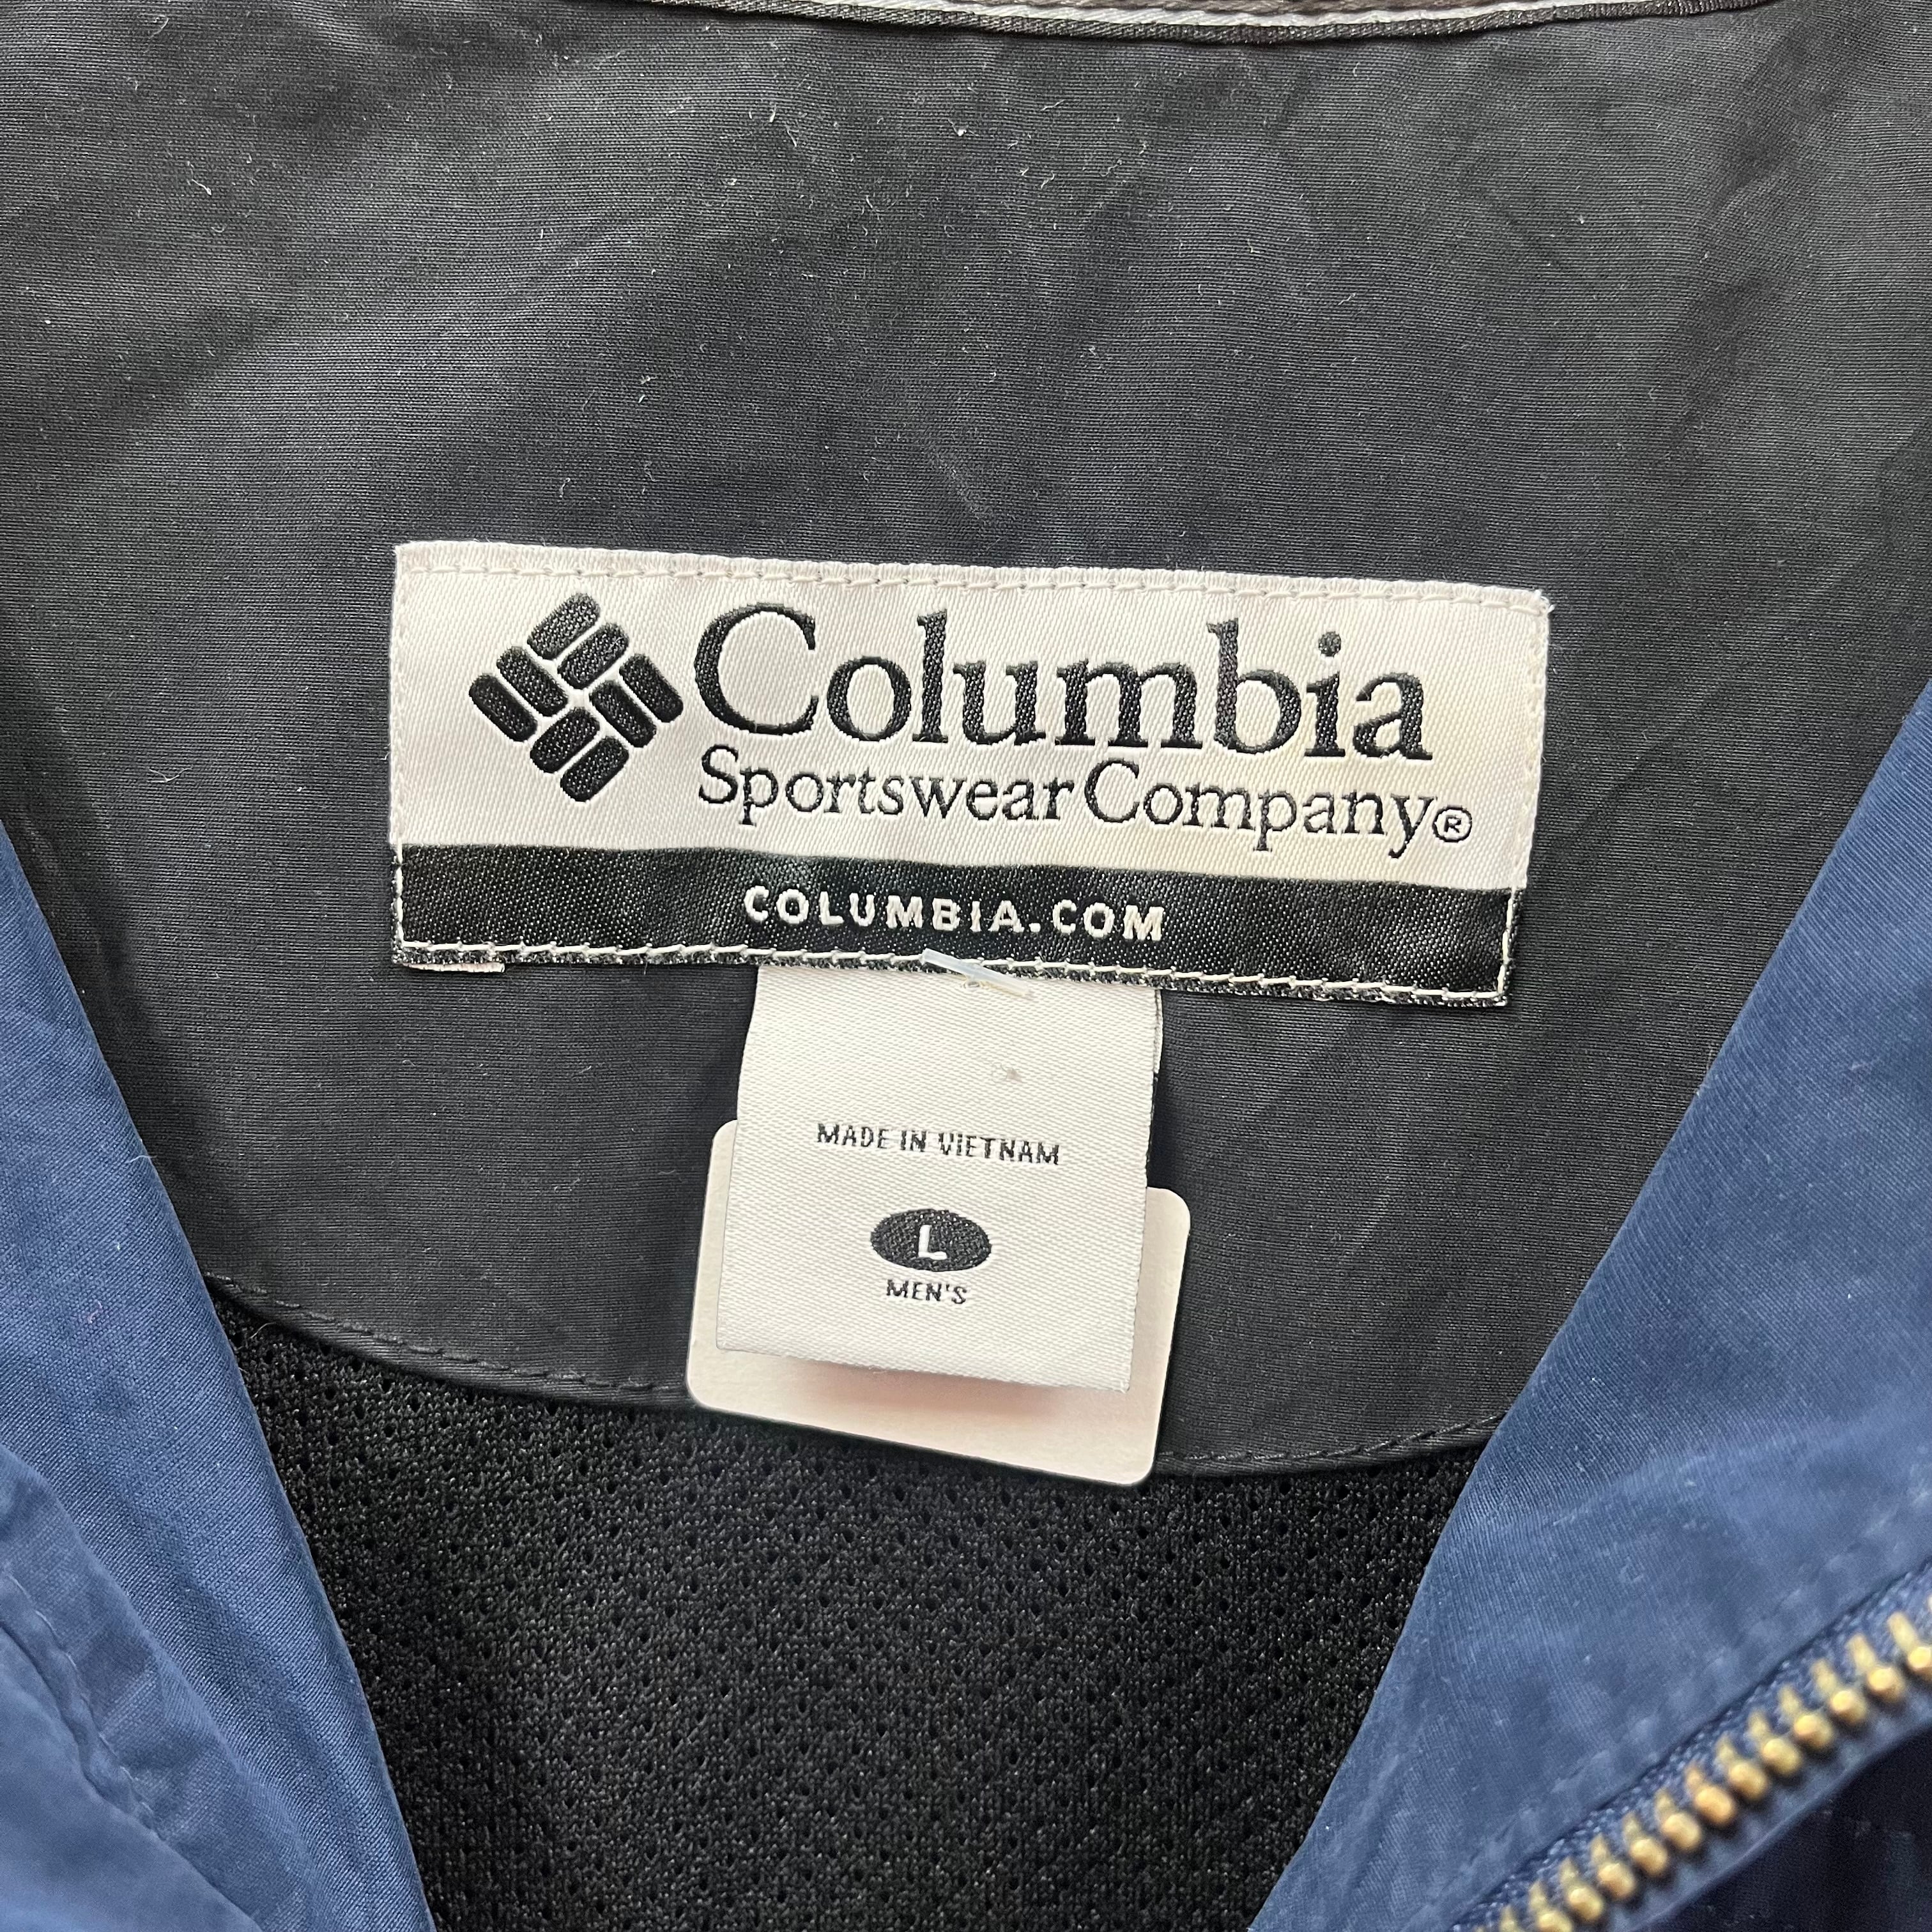 Columbia
Sportswear Company®
COLUMBIA.COM
MADE IN VIETNAM
L
MEN'S